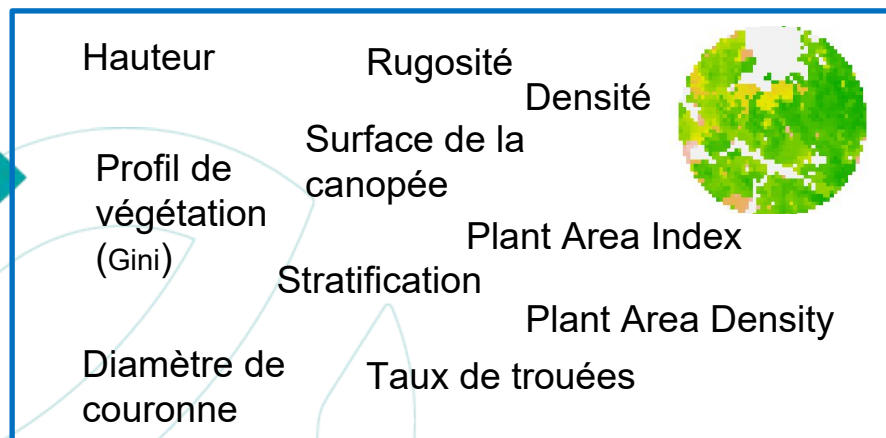 Hauteur
Rugosité
Densité
Surface de la
canopée
Profil de
végétation
(Gini)
Plant Area Index
Stratification
Plant Area Density
Diamètre de
couronne
Taux de trouées